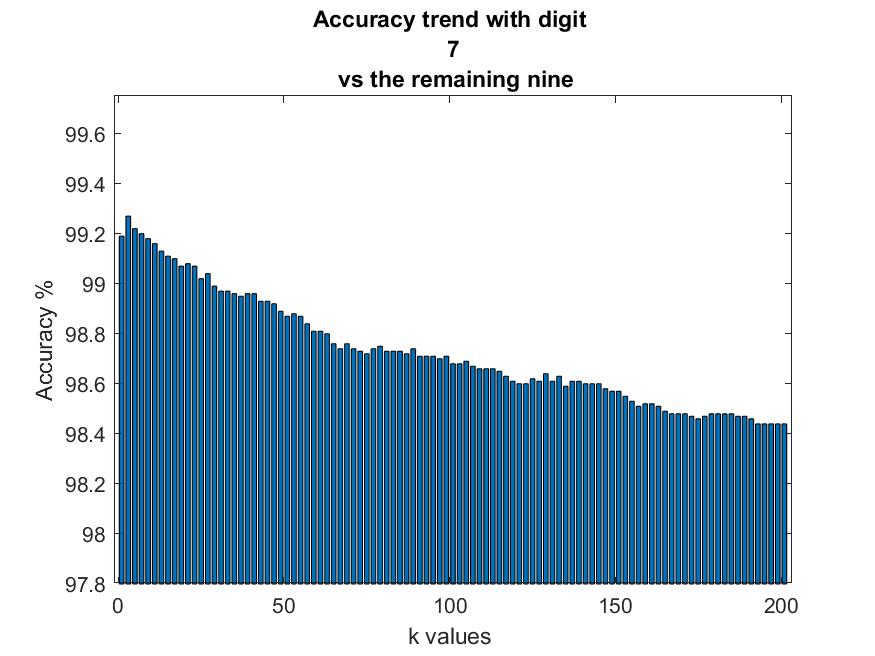 Accuracy trend with digit
7
vs the remaining nine
99.6
99.4
99.2
99
98.8
98.6
98.4
98.2
98
97.8
Accuracy %
0 50 100 150 200
k values